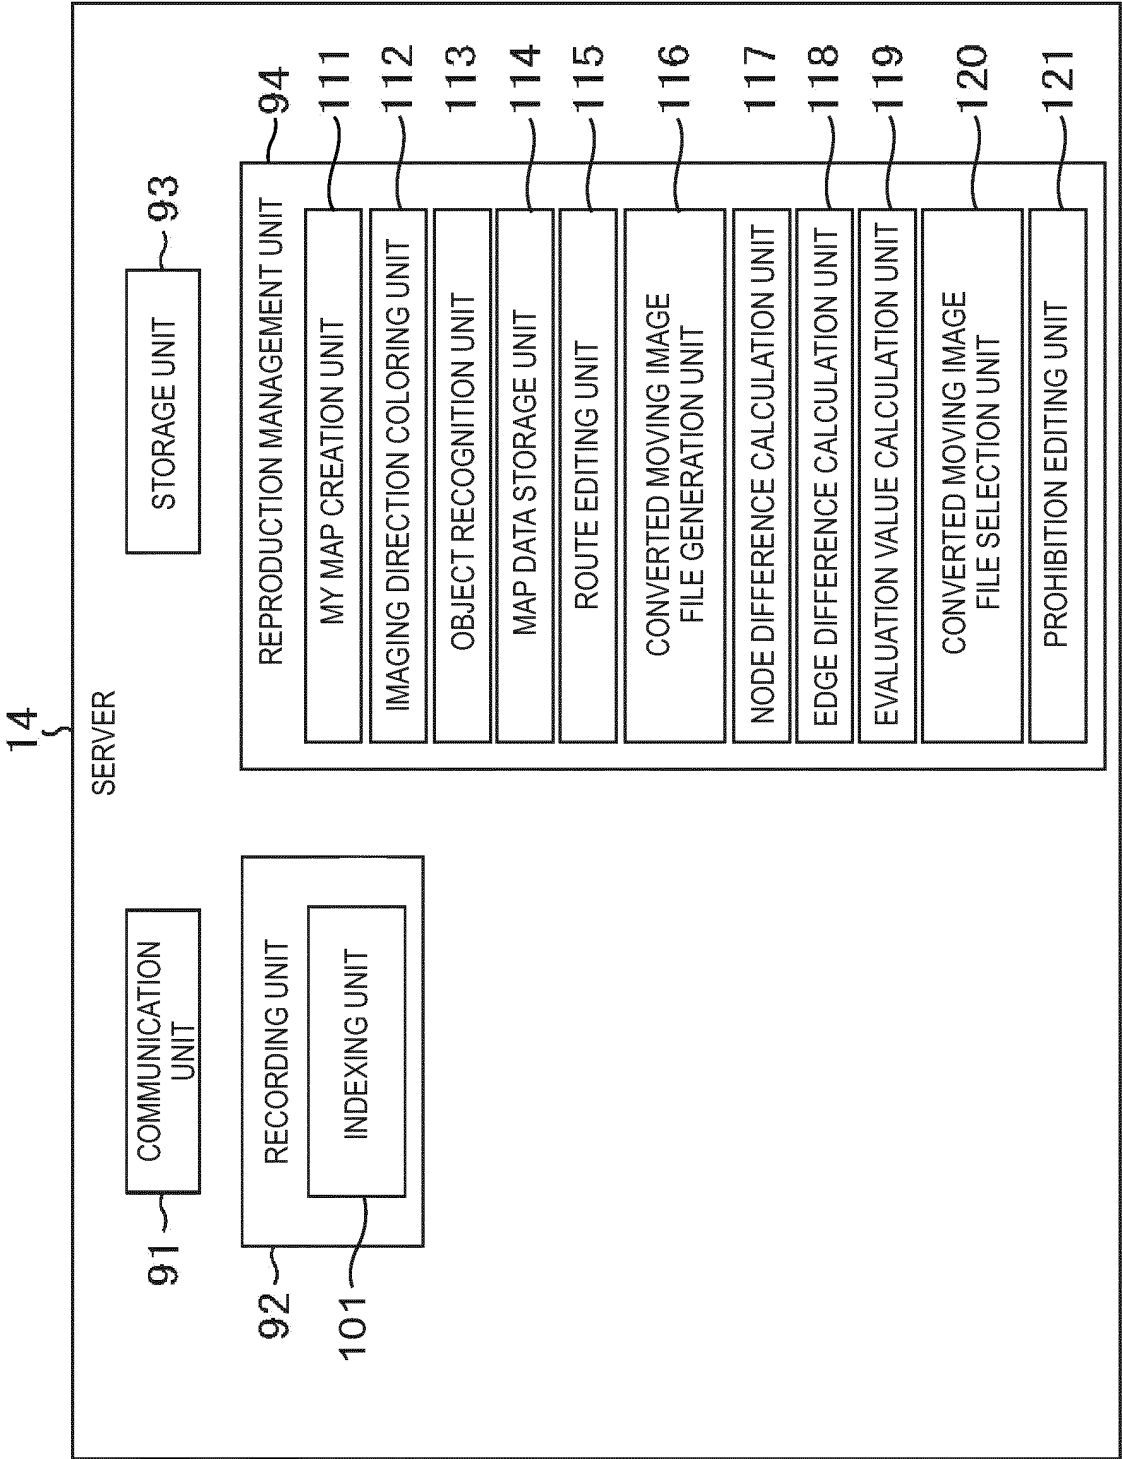 14
SERVER
COMMUNICATION
UNIT
91
STORAGE UNIT
93
RECORDING UNIT
92
INDEXING UNIT
101
REPRODUCTION MANAGEMENT UNIT
94
MY MAP CREATION UNIT
111
IMAGING DIRECTION COLORING UNIT
112
OBJECT RECOGNITION UNIT
113
MAP DATA STORAGE UNIT
114
ROUTE EDITING UNIT
115
CONVERTED MOVING IMAGE
FILE GENERATION UNIT
116
NODE DIFFERENCE CALCULATION UNIT
117
EDGE DIFFERENCE CALCULATION UNIT
118
EVALUATION VALUE CALCULATION UNIT
119
CONVERTED MOVING IMAGE
FILE SELECTION UNIT
120
PROHIBITION EDITING UNIT
121